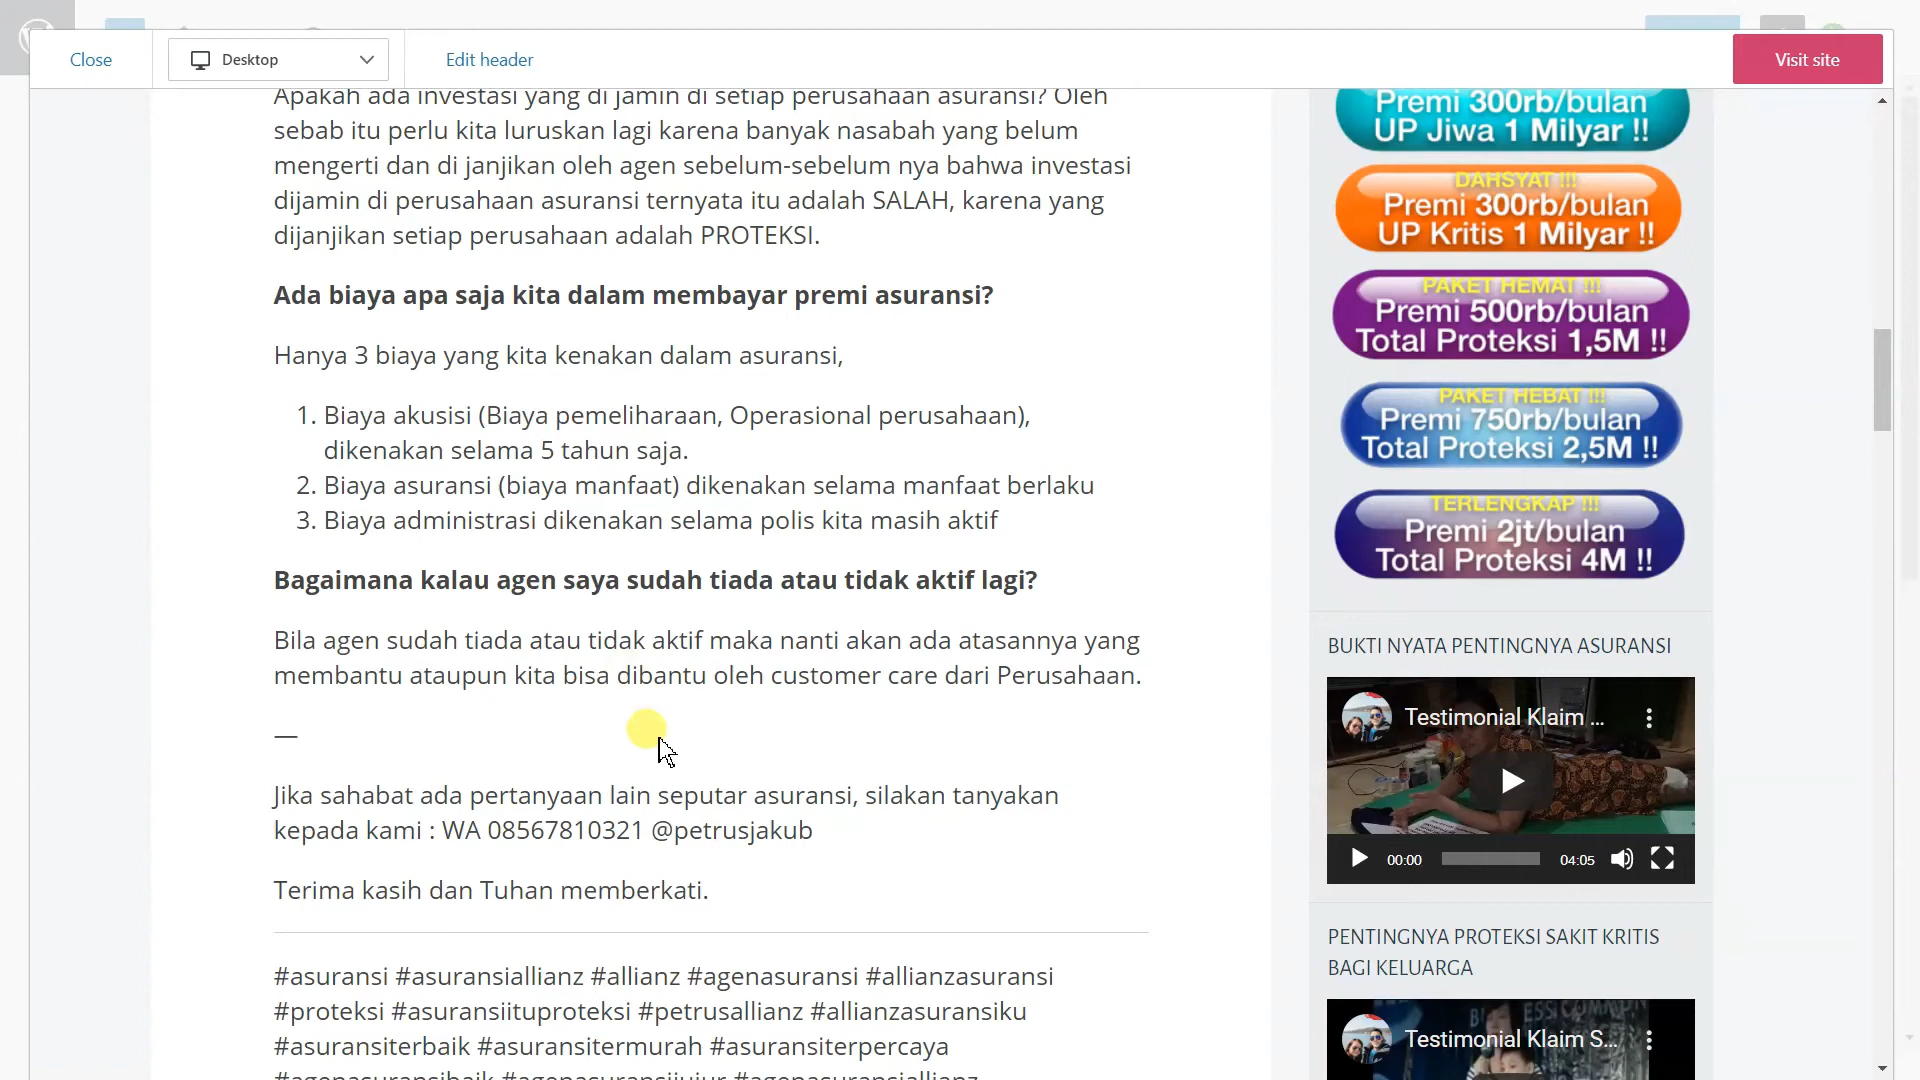 Close
Desktop
Edit header
Visit site
Apakah ada investasi yang di jamin di setiap perusahaan asuransi? Oleh
sebab itu perlu kita luruskan lagi karena banyak nasabah yang belum
mengerti dan di janjikan oleh agen sebelum-sebelum nya bahwa investasi
dijamin di perusahaan asuransi ternyata itu adalah SALAH, karena yang
dijanjikan setiap perusahaan adalah PROTEKSI.
Ada biaya apa saja kita dalam membayar premi asuransi?
Hanya 3 biaya yang kita kenakan dalam asuransi,
1. Biaya akusisi (Biaya pemeliharaan, Operasional perusahaan),
dikenakan selama 5 tahun saja.
2. Biaya asuransi (biaya manfaat) dikenakan selama manfaat berlaku
3. Biaya administrasi dikenakan selama polis kita masih aktif
Bagaimana kalau agen saya sudah tiada atau tidak aktif lagi?
Bila agen sudah tiada atau tidak aktif maka nanti akan ada atasannya yang
membantu ataupun kita bisa dibantu oleh customer care dari Perusahaan.
—
Jika sahabat ada pertanyaan lain seputar asuransi, silakan tanyakan
kepada kami : WA 08567810321 @petrusjakub
Terima kasih dan Tuhan memberkati.
#asuransi #asuransiallianz #allianz #agenasuransi #allianzasuransi
#proteksi #asuransiituproteksi #petrusallianz #allianzasuransiku
#asuransiterbaik #asuransitermurah #asuransiterpercaya
#agenasuransibaik #agenasuransijujur #agenasuransiallianz
Premi 300rb/bulan
UP Jiwa 1 Milyar !!
DAHSYAT !!!
Premi 300rb/bulan
UP Kritis 1 Milyar !!
PAKET HEMAT !!!
Premi 500rb/bulan
Total Proteksi 1,5M !!
PAKET HEBAT !!!
Premi 750rb/bulan
Total Proteksi 2,5M !!
TERLENGKAP !!!
Premi 2jt/bulan
Total Proteksi 4M !!
BUKTI NYATA PENTINGNYA ASURANSI
Testimonial Klaim ...
00:00
04:05
PENTINGNYA PROTEKSI SAKIT KRITIS
BAGI KELUARGA
Testimonial Klaim S...